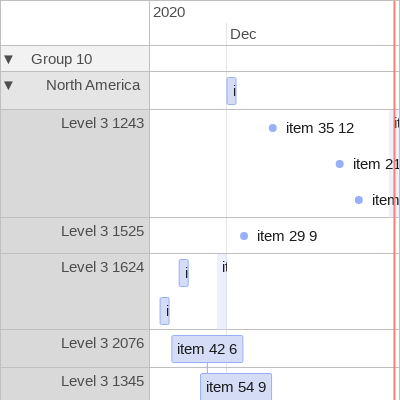 2020
Dec
▼ Group 10
▼ North America
i
Level 3 1243
item 35 12
item 21
item
Level 3 1525
item 29 9
Level 3 1624
i
i
Level 3 2076
item 42 6
Level 3 1345
item 54 9